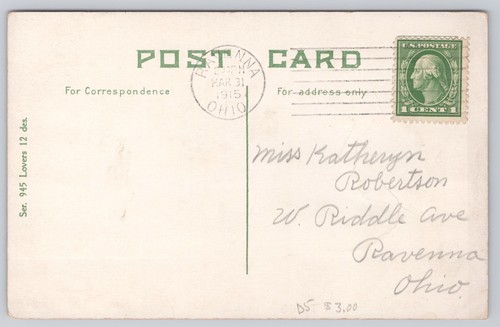 POST CARD
For Correspondence
For address only
RAVENNA
MAR 31
1915
OHIO
U.S. POSTAGE
1 CENT 1
Miss Katheryn
Robertson
W. Riddle Ave
Ravenna
Ohio.
Ser. 945 Lovers 12 des.
D5 $3.00